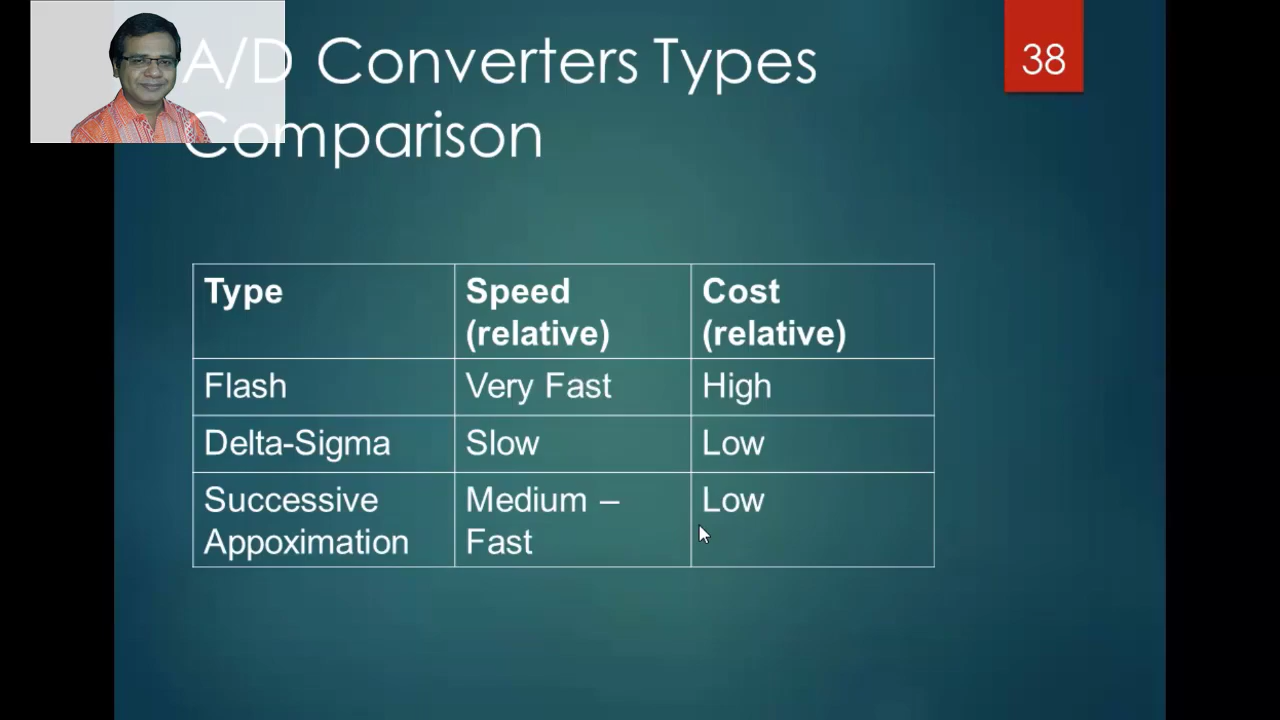 A/D Converters Types
Comparison
38
Type
Speed
(relative)
Cost
(relative)
Flash
Very Fast
High
Delta-Sigma
Slow
Low
Successive
Appoximation
Medium –
Fast
Low